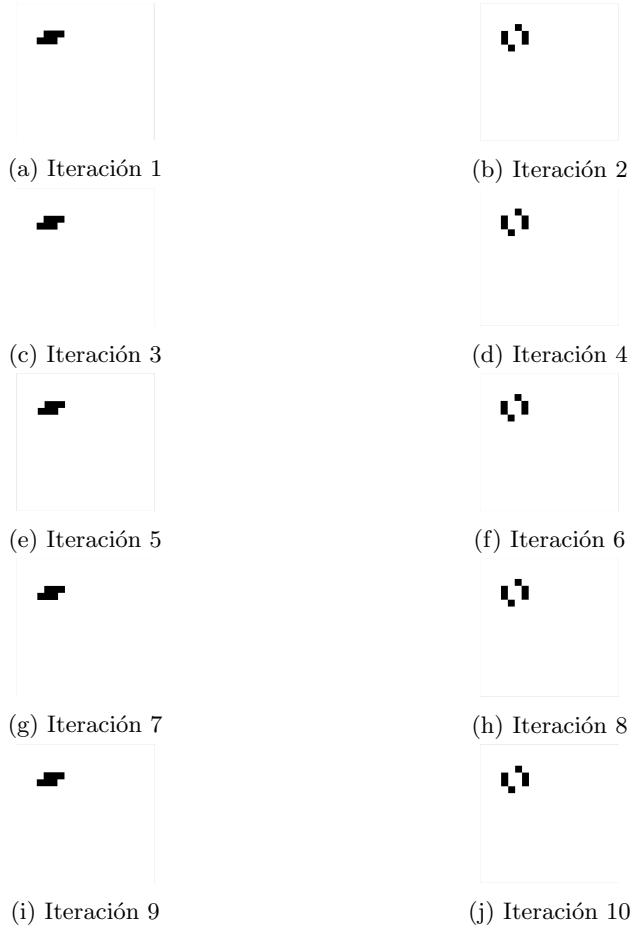 (a) Iteración 1
(b) Iteración 2
(c) Iteración 3
(d) Iteración 4
(e) Iteración 5
(f) Iteración 6
(g) Iteración 7
(h) Iteración 8
(i) Iteración 9
(j) Iteración 10